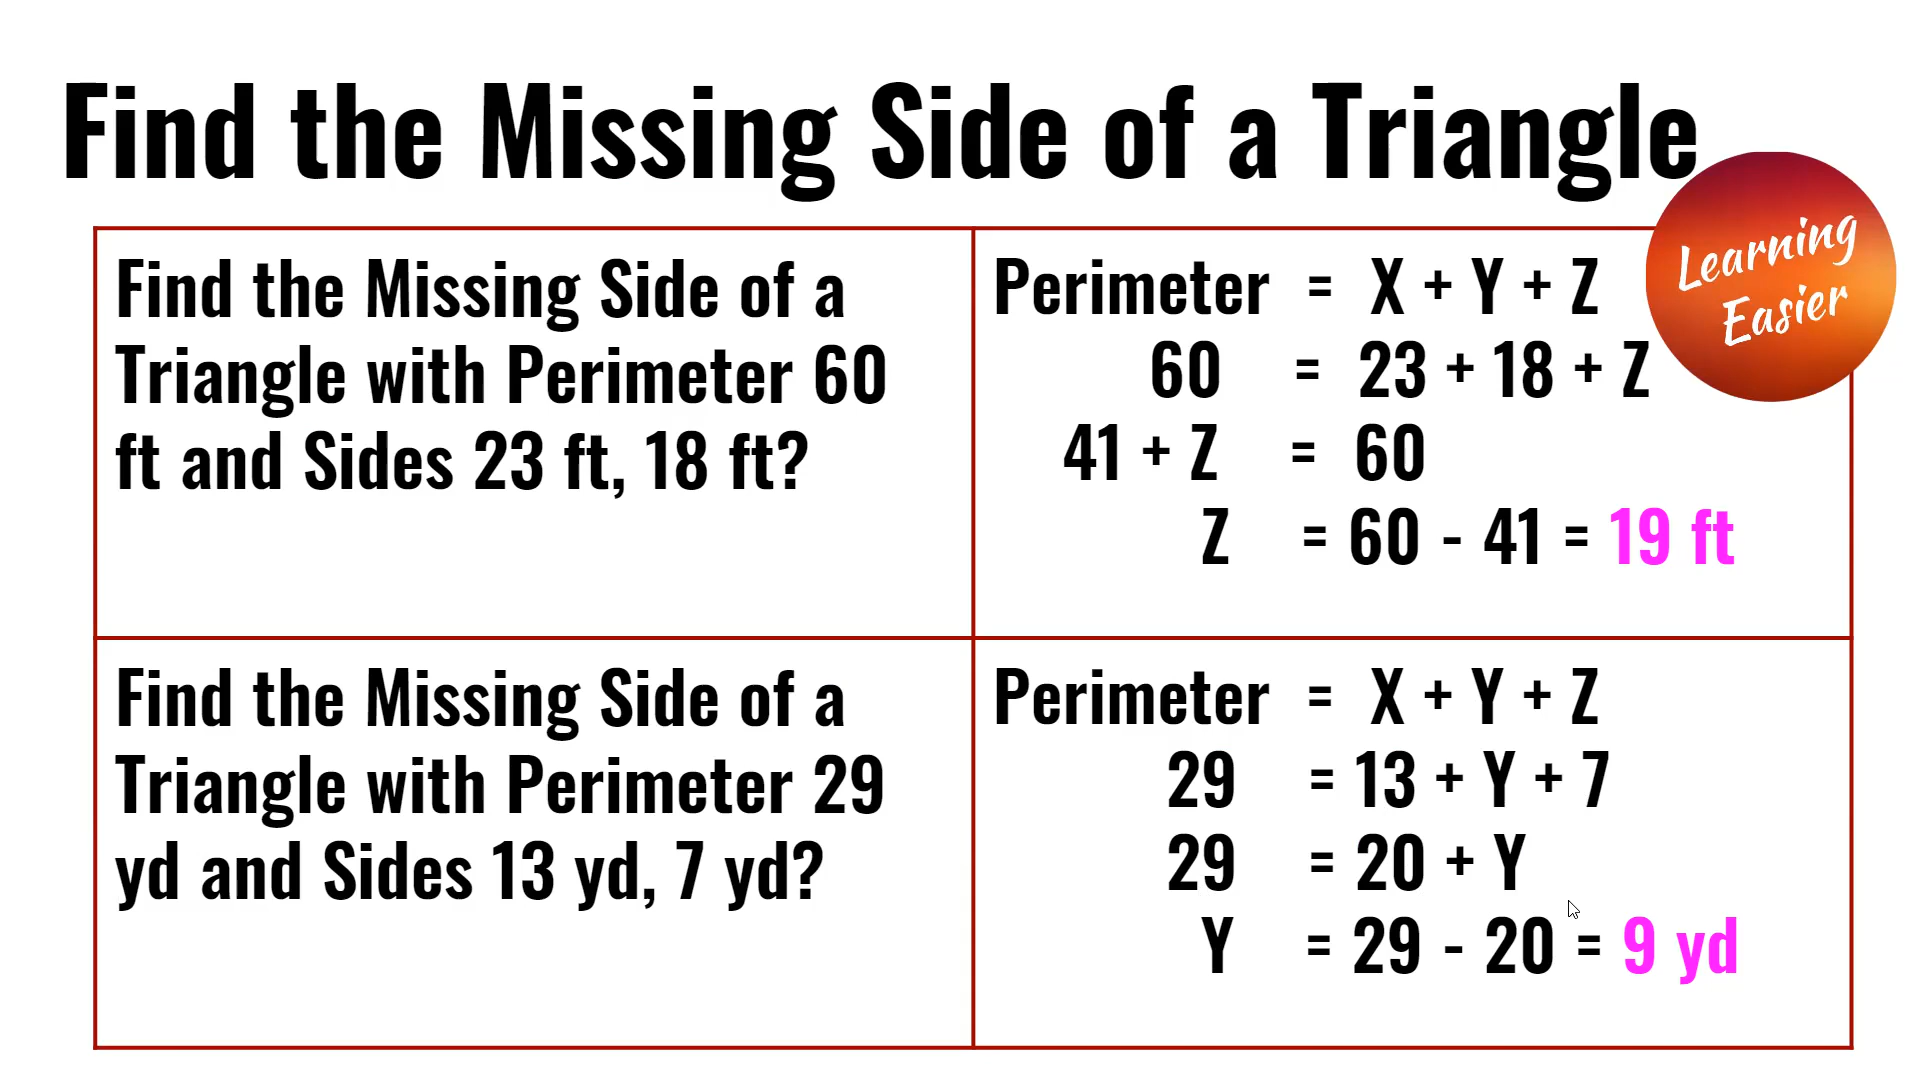 Find the Missing Side of a Triangle
Learning
Easier
Find the Missing Side of a
Triangle with Perimeter 60
ft and Sides 23 ft, 18 ft?
Perimeter = X + Y + Z
60 = 23 + 18 + Z
41 + Z = 60
Z = 60 - 41 = 19 ft
Find the Missing Side of a
Triangle with Perimeter 29
yd and Sides 13 yd, 7 yd?
Perimeter = X + Y + Z
29 = 13 + Y + 7
29 = 20 + Y
Y = 29 - 20 = 9 yd